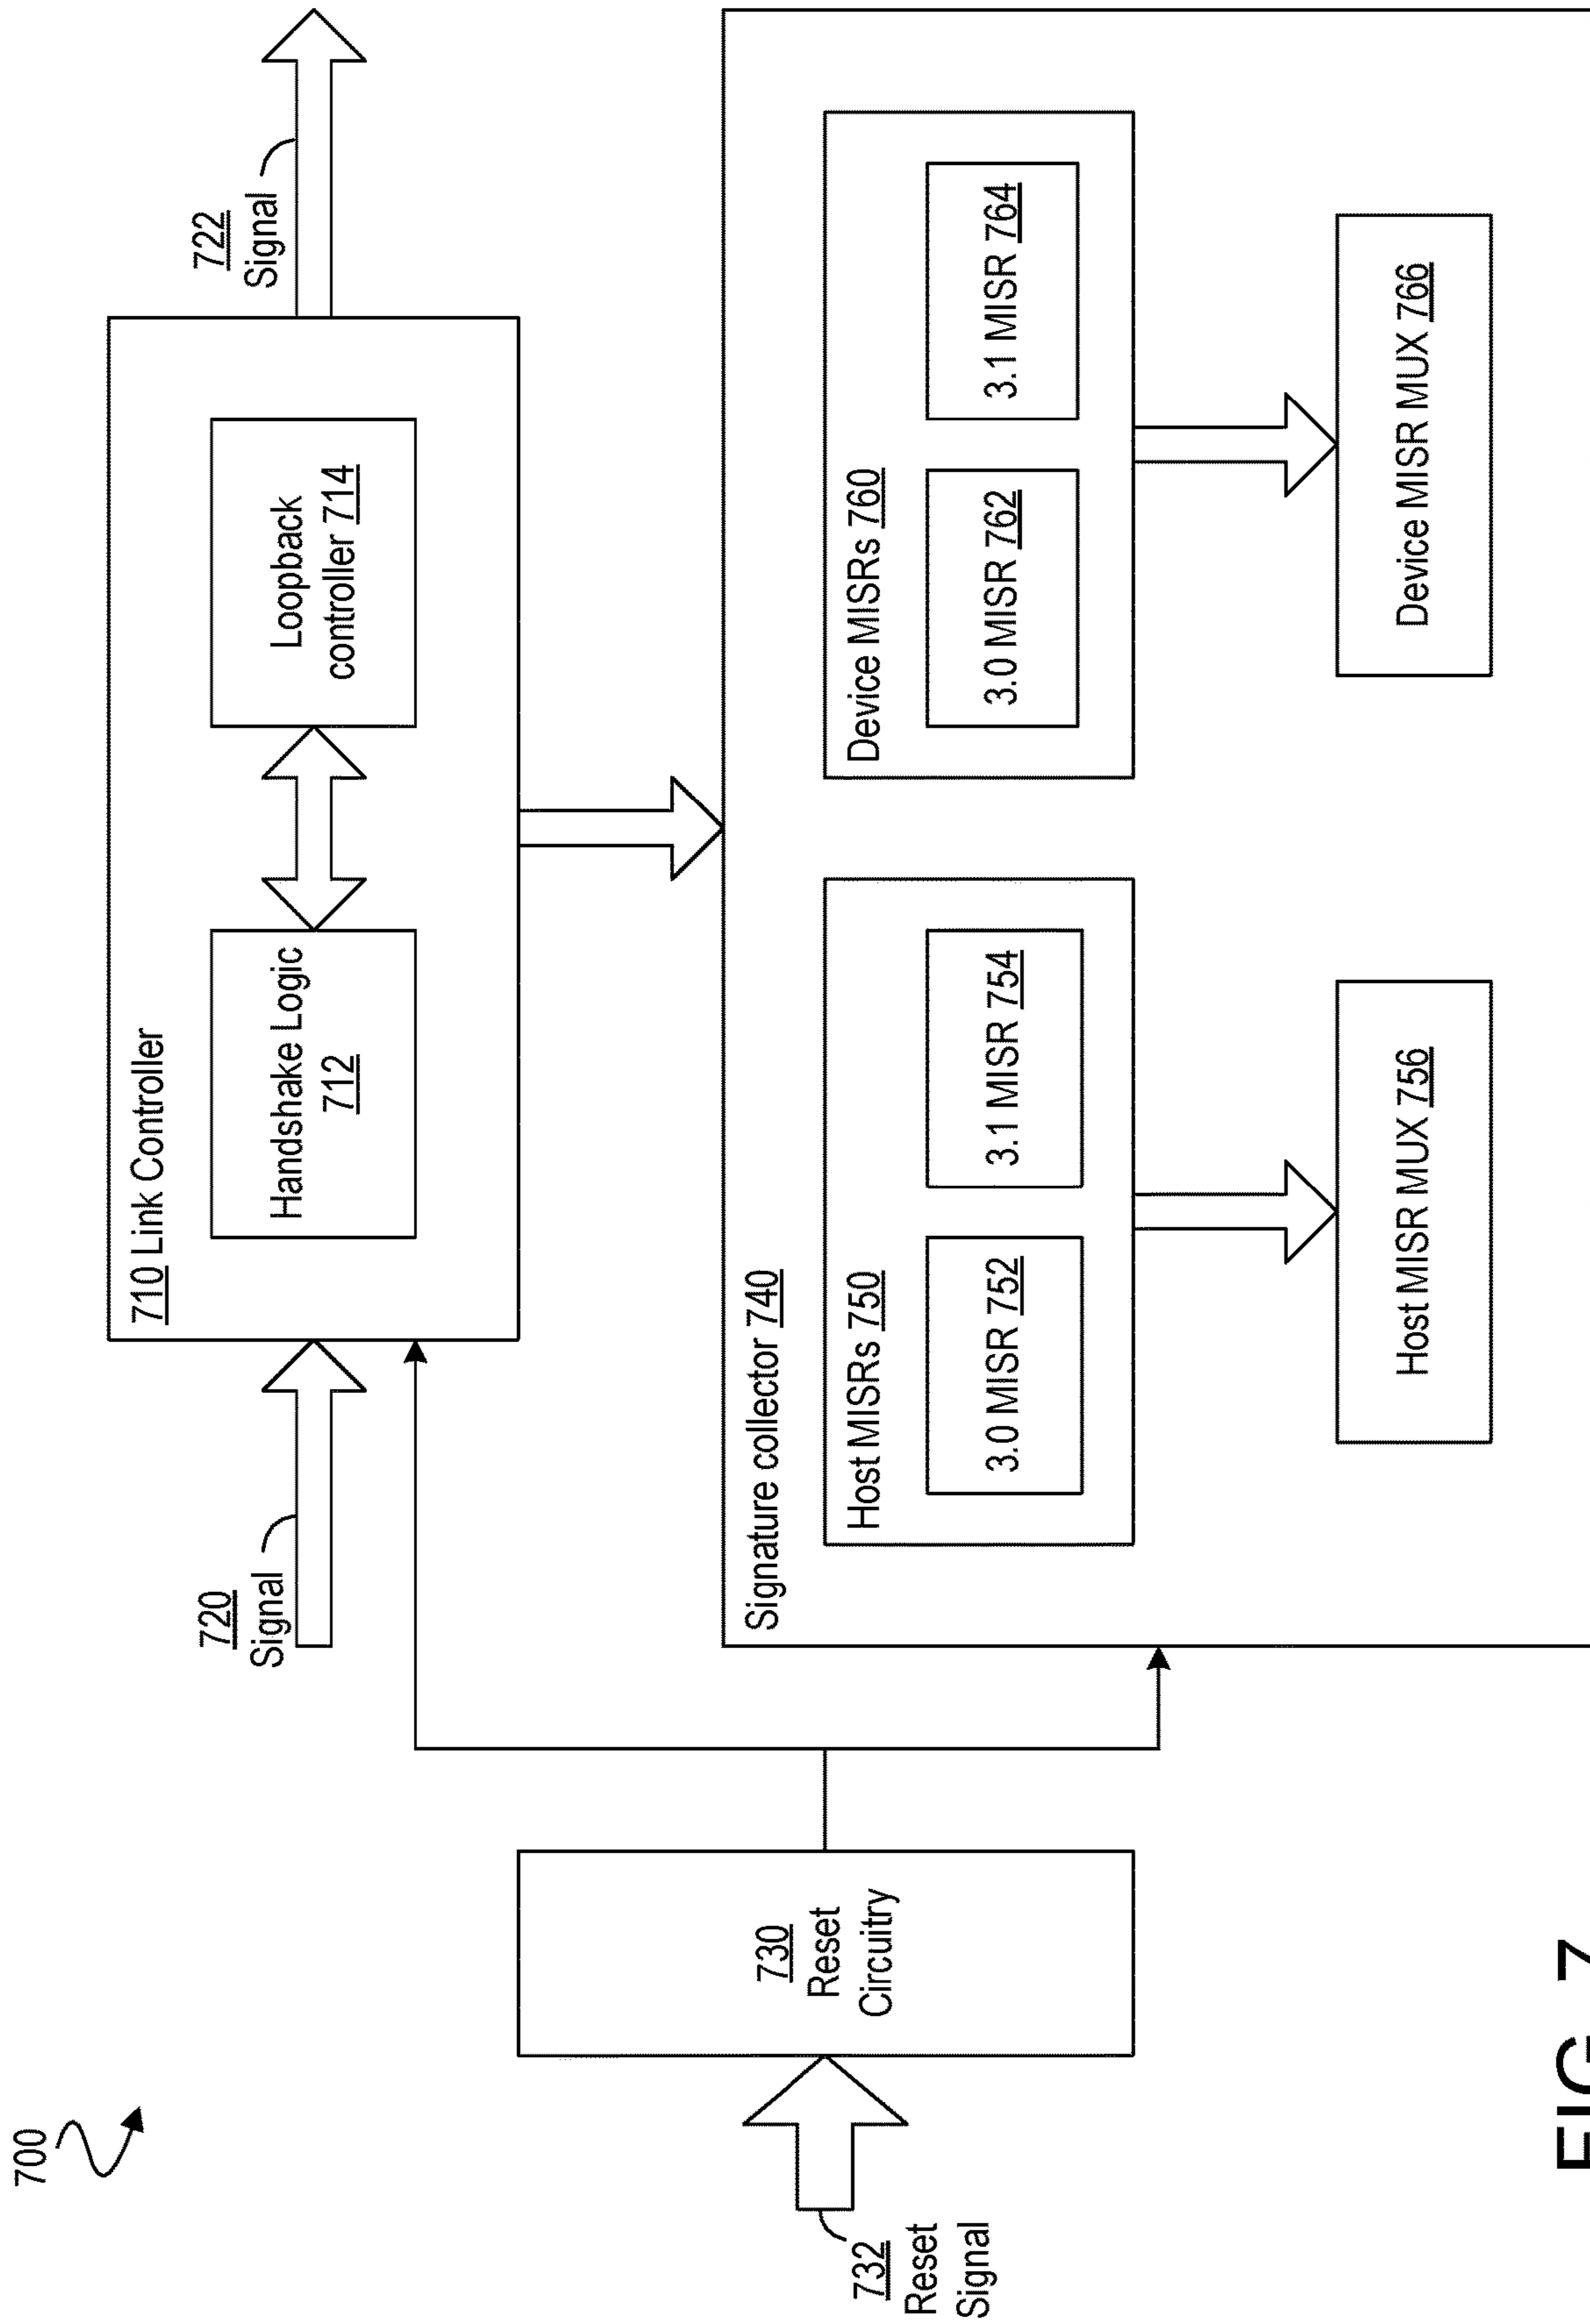 700
720
Signal
710 Link Controller
Handshake Logic
712
Loopback
controller 714
722
Signal
732
Reset
Signal
730
Reset
Circuitry
Signature collector 740
Host MISRs 750
3.0 MISR 752
3.1 MISR 754
Host MISR MUX 756
Device MISRs 760
3.0 MISR 762
3.1 MISR 764
Device MISR MUX 766
FIG. 7